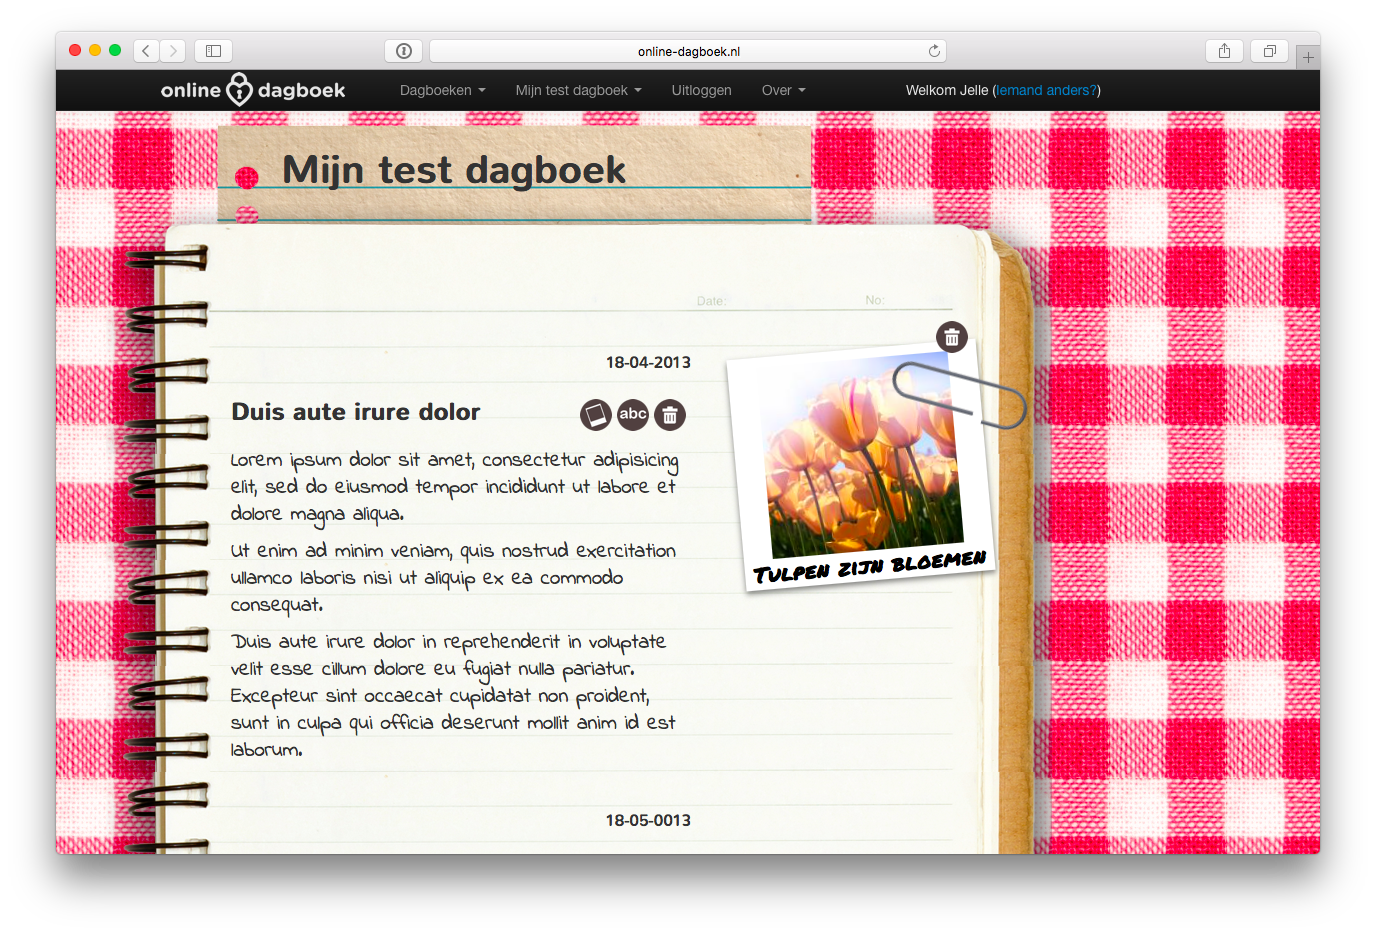 online-dagboek.nl
online dagboek
Dagboeken
Mijn test dagboek
Uitloggen
Over
Welkom Jelle (Iemand anders?)
Mijn test dagboek
Date:
No:
18-04-2013
Duis aute irure dolor
abc
Lorem ipsum dolor sit amet, consectetur adipisicing
elit, sed do eiusmod tempor incididunt ut labore et
dolore magna aliqua.
Ut enim ad minim veniam, quis nostrud exercitation
ullamco laboris nisi ut aliquip ex ea commodo
consequat.
Duis aute irure dolor in reprehenderit in voluptate
velit esse cillum dolore eu fugiat nulla pariatur.
Excepteur sint occaecat cupidatat non proident,
sunt in culpa qui officia deserunt mollit anim id est
laborum.
Tulpen zijn bloemen
18-05-0013